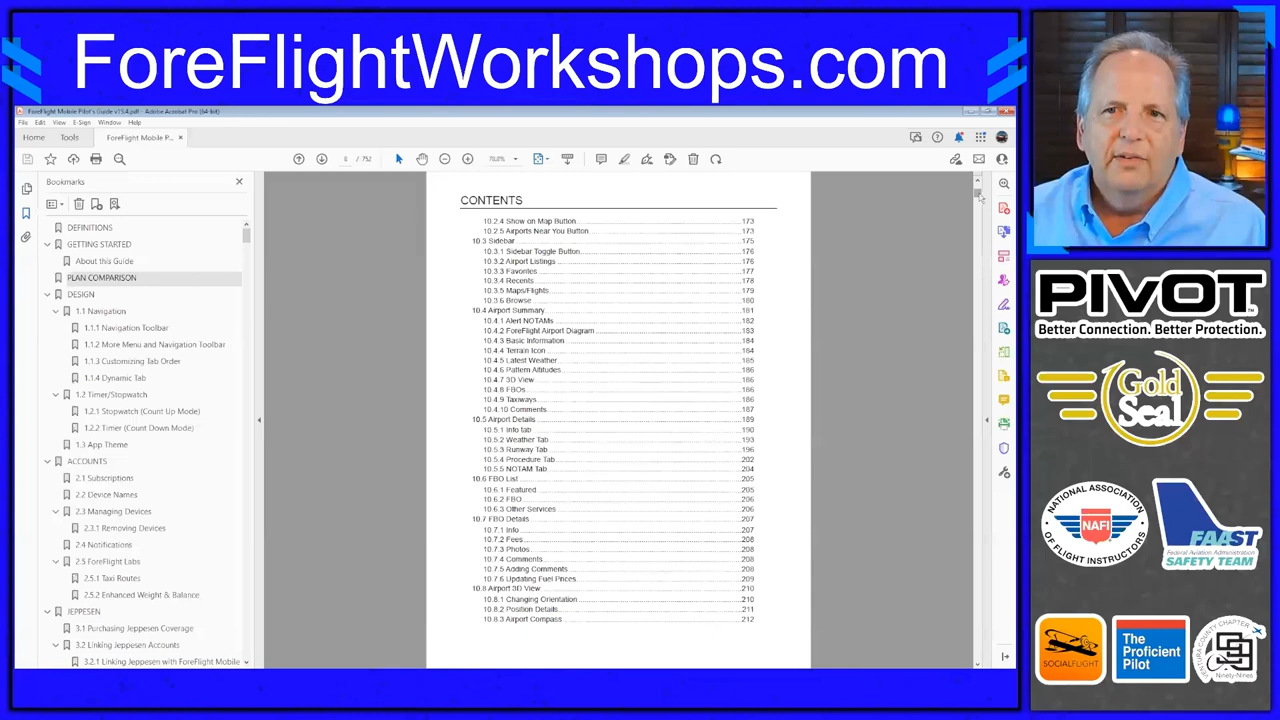 ForeFlightWorkshops.com
ForeFlight Mobile Pilot's Guide v15.4.pdf - Adobe Acrobat Pro (64-bit)
File Edit View E-Sign Window Help
Home Tools ForeFlight Mobile P... ×
8 / 752 78.8%
Bookmarks
DEFINITIONS
GETTING STARTED
About this Guide
PLAN COMPARISON
DESIGN
1.1 Navigation
1.1.1 Navigation Toolbar
1.1.2 More Menu and Navigation Toolbar
1.1.3 Customizing Tab Order
1.1.4 Dynamic Tab
1.2 Timer/Stopwatch
1.2.1 Stopwatch (Count Up Mode)
1.2.2 Timer (Count Down Mode)
1.3 App Theme
ACCOUNTS
2.1 Subscriptions
2.2 Device Names
2.3 Managing Devices
2.3.1 Removing Devices
2.4 Notifications
2.5 ForeFlight Labs
2.5.1 Taxi Routes
2.5.2 Enhanced Weight & Balance
JEPPESEN
3.1 Purchasing Jeppesen Coverage
3.2 Linking Jeppesen Accounts
3.2.1 Linking Jeppesen with ForeFlight Mobile
CONTENTS
10.2.4 Show on Map Button 173
10.2.5 Airports Near You Button 173
10.3 Sidebar 175
10.3.1 Sidebar Toggle Button 176
10.3.2 Airport Listings 176
10.3.3 Favorites 177
10.3.4 Recents 178
10.3.5 Maps/Flights 179
10.3.6 Browse 180
10.4 Airport Summary 181
10.4.1 Alert NOTAMs 182
10.4.2 ForeFlight Airport Diagram 183
10.4.3 Basic Information 184
10.4.4 Terrain Icon 184
10.4.5 Latest Weather 185
10.4.6 Pattern Altitudes 186
10.4.7 3D View 186
10.4.8 FBOs 186
10.4.9 Taxiways 186
10.4.10 Comments 187
10.5 Airport Details 187
10.5.1 Info tab 190
10.5.2 Weather Tab 193
10.5.3 Runway Tab 196
10.5.4 Procedure Tab 202
10.5.5 NOTAM Tab 204
10.6 FBO List 205
10.6.1 Featured 205
10.6.2 FBO 206
10.6.3 Other Services 206
10.7 FBO Details 207
10.7.1 Info 207
10.7.2 Fees 208
10.7.3 Photos 208
10.7.4 Comments 208
10.7.5 Adding Comments 208
10.7.6 Updating Fuel Prices 209
10.8 Airport 3D View 210
10.8.1 Changing Orientation 210
10.8.2 Position Details 211
10.8.3 Airport Compass 212
PIVOT
Better Connection. Better Protection.
Gold
Seal
NATIONAL ASSOCIATION
NAFI
OF FLIGHT INSTRUCTORS
FAAST
Federal Aviation Administration
SAFETY TEAM
SOCIALFLIGHT
The
Proficient
Pilot
VENTURA COUNTY CHAPTER
99
Ninety-Nines